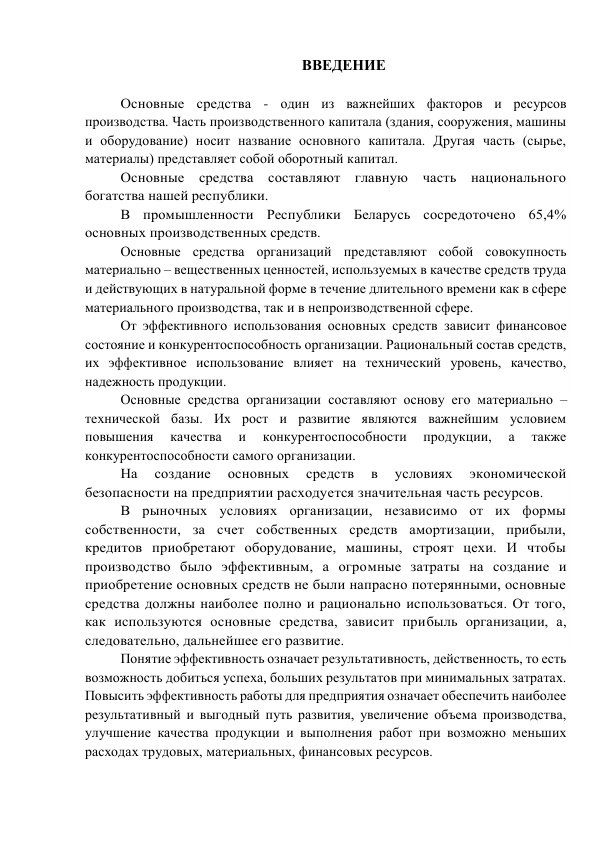 ВВЕДЕНИЕ
Основные средства - один из важнейших факторов и ресурсов
производства. Часть производственного капитала (здания, сооружения, машины
и оборудование) носит название основного капитала. Другая часть (сырье,
материалы) представляет собой оборотный капитал.
Основные средства составляют главную часть национального
богатства нашей республики.
В промышленности Республики Беларусь сосредоточено 65,4%
основных производственных средств.
Основные средства организаций представляют собой совокупность
материально – вещественных ценностей, используемых в качестве средств труда
и действующих в натуральной форме в течение длительного времени как в сфере
материального производства, так и в непроизводственной сфере.
От эффективного использования основных средств зависит финансовое
состояние и конкурентоспособность организации. Рациональный состав средств,
их эффективное использование влияет на технический уровень, качество,
надежность продукции.
Основные средства организации составляют основу его материально –
технической базы. Их рост и развитие являются важнейшим условием
повышения качества и конкурентоспособности продукции, а также
конкурентоспособности самого организации.
На создание основных средств в условиях экономической
безопасности на предприятии расходуется значительная часть ресурсов.
В рыночных условиях организации, независимо от их формы
собственности, за счет собственных средств амортизации, прибыли,
кредитов приобретают оборудование, машины, строят цехи. И чтобы
производство было эффективным, а огромные затраты на создание и
приобретение основных средств не были напрасно потерянными, основные
средства должны наиболее полно и рационально использоваться. От того,
как используются основные средства, зависит прибыль организации, а,
следовательно, дальнейшее его развитие.
Понятие эффективность означает результативность, действенность, то есть
возможность добиться успеха, больших результатов при минимальных затратах.
Повысить эффективность работы для предприятия означает обеспечить наиболее
результативный и выгодный путь развития, увеличение объема производства,
улучшение качества продукции и выполнения работ при возможно меньших
расходах трудовых, материальных, финансовых ресурсов.